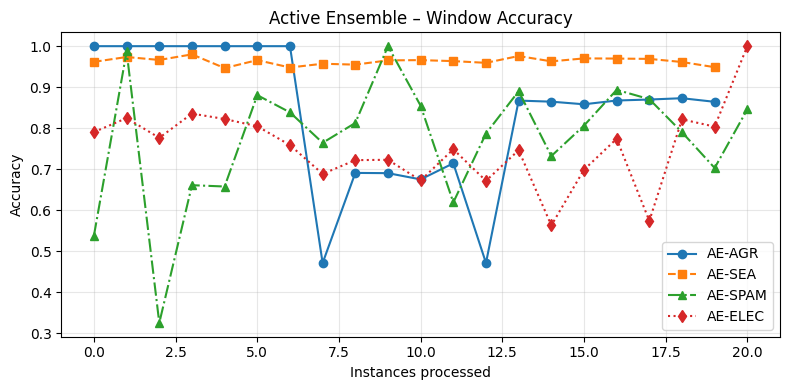 Active Ensemble – Window Accuracy
Accuracy
1.0
0.9
0.8
0.7
0.6
0.5
0.4
0.3
AE-AGR
AE-SEA
AE-SPAM
AE-ELEC
0.0 2.5 5.0 7.5 10.0 12.5 15.0 17.5 20.0
Instances processed